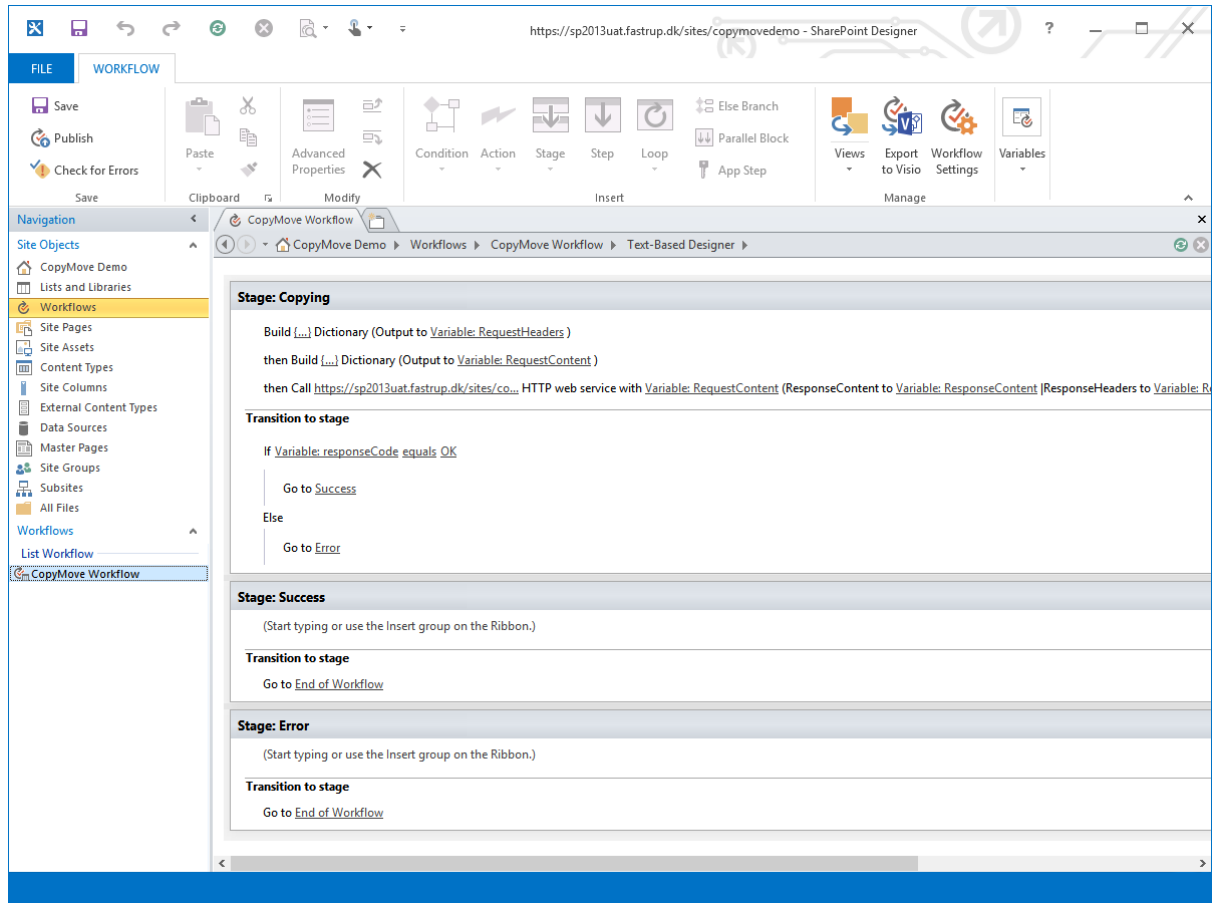 https://sp2013uat.fastrup.dk/sites/copymovedemo - SharePoint Designer
?
FILE
WORKFLOW
Save
Publish
Check for Errors
Save
Paste
Clipboard
Advanced Properties
Modify
Condition
Action
Stage
Step
Loop
Else Branch
Parallel Block
App Step
Insert
Views
Export to Visio
Workflow Settings
Manage
Variables
Navigation
Site Objects
CopyMove Demo
Lists and Libraries
Workflows
Site Pages
Site Assets
Content Types
Site Columns
External Content Types
Data Sources
Master Pages
Site Groups
Subsites
All Files
Workflows
List Workflow
CopyMove Workflow
CopyMove Workflow
CopyMove Demo Workflows CopyMove Workflow Text-Based Designer
Stage: Copying
Build {...} Dictionary (Output to Variable: RequestHeaders )
then Build {...} Dictionary (Output to Variable: RequestContent )
then Call https://sp2013uat.fastrup.dk/sites/co... HTTP web service with Variable: RequestContent (ResponseContent to Variable: ResponseContent |ResponseHeaders to Variable: R
Transition to stage
If Variable: responseCode equals OK
Go to Success
Else
Go to Error
Stage: Success
(Start typing or use the Insert group on the Ribbon.)
Transition to stage
Go to End of Workflow
Stage: Error
(Start typing or use the Insert group on the Ribbon.)
Transition to stage
Go to End of Workflow